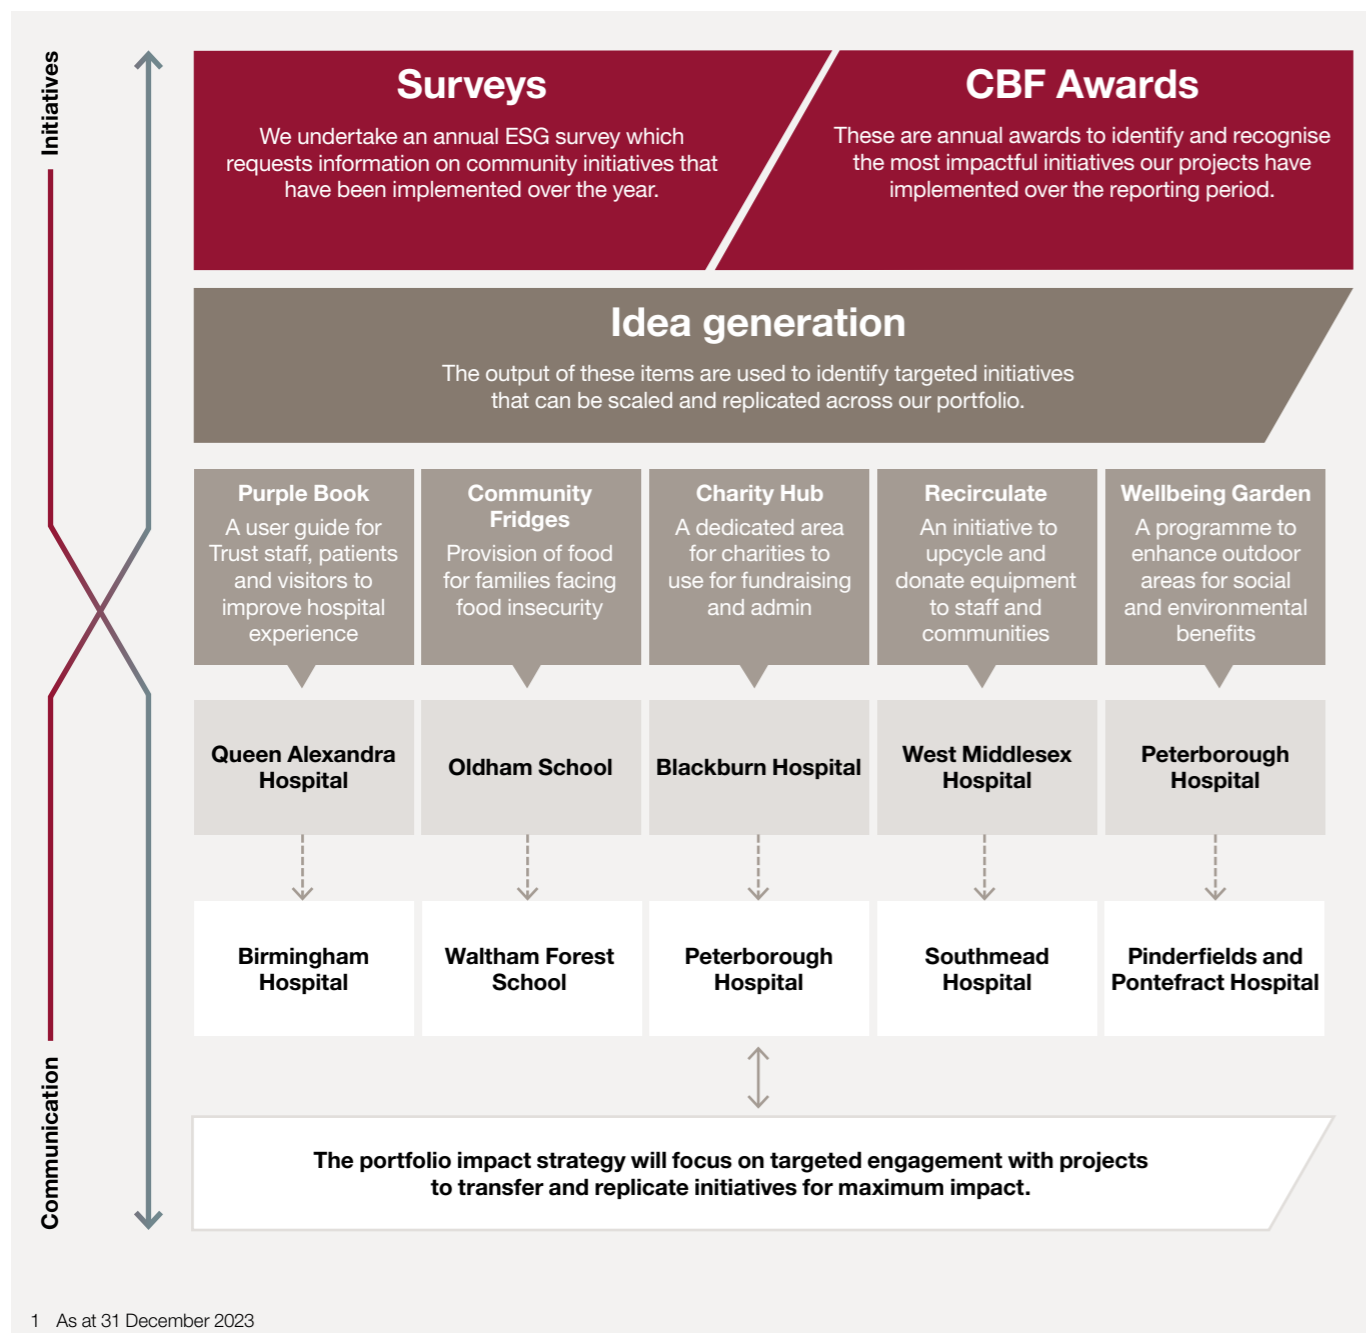 Initiatives
Surveys
We undertake an annual ESG survey which
requests information on community initiatives that
have been implemented over the year.
CBF Awards
These are annual awards to identify and recognise
the most impactful initiatives our projects have
implemented over the reporting period.
Idea generation
The output of these items are used to identify targeted initiatives
that can be scaled and replicated across our portfolio.
Purple Book
A user guide for
Trust staff, patients
and visitors to
improve hospital
experience
Community
Fridges
Provision of food
for families facing
food insecurity
Charity Hub
A dedicated area
for charities to
use for fundraising
and admin
Recirculate
An initiative to
upcycle and
donate equipment
to staff and
communities
Wellbeing Garden
A programme to
enhance outdoor
areas for social
and environmental
benefits
Queen Alexandra
Hospital
Oldham School
Blackburn Hospital
West Middlesex
Hospital
Peterborough
Hospital
Birmingham
Hospital
Waltham Forest
School
Peterborough
Hospital
Southmead
Hospital
Pinderfields and
Pontefract Hospital
Communication
The portfolio impact strategy will focus on targeted engagement with projects
to transfer and replicate initiatives for maximum impact.
1 As at 31 December 2023